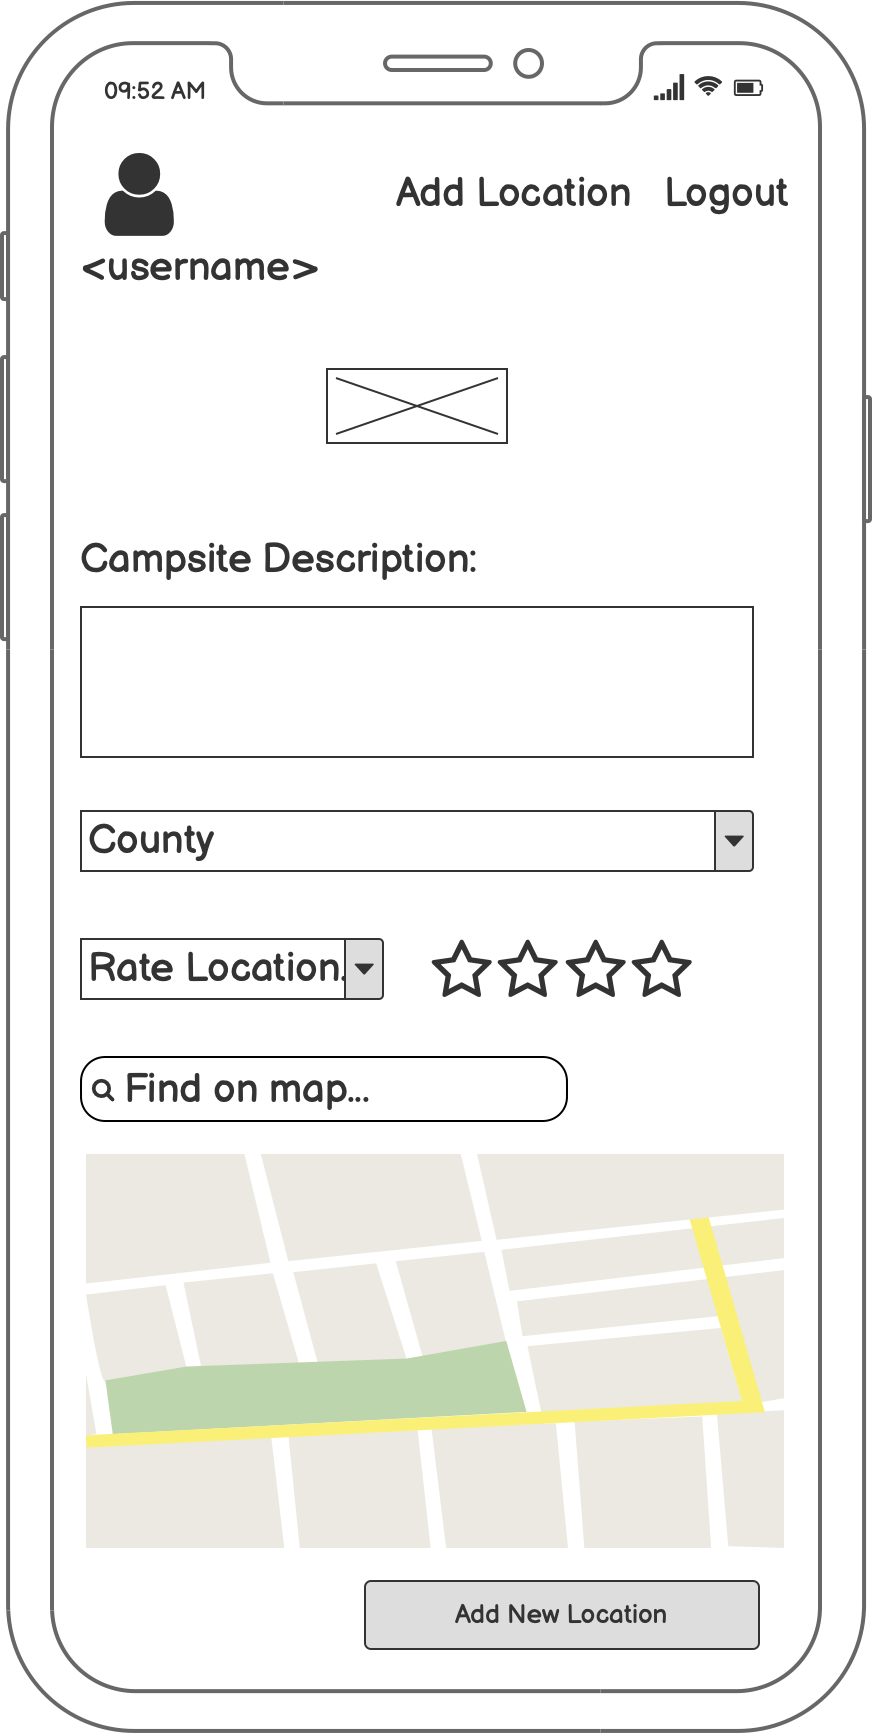 09:52 AM
Add Location Logout
<username>
Campsite Description:
County
Rate Location.
Find on map...
Add New Location